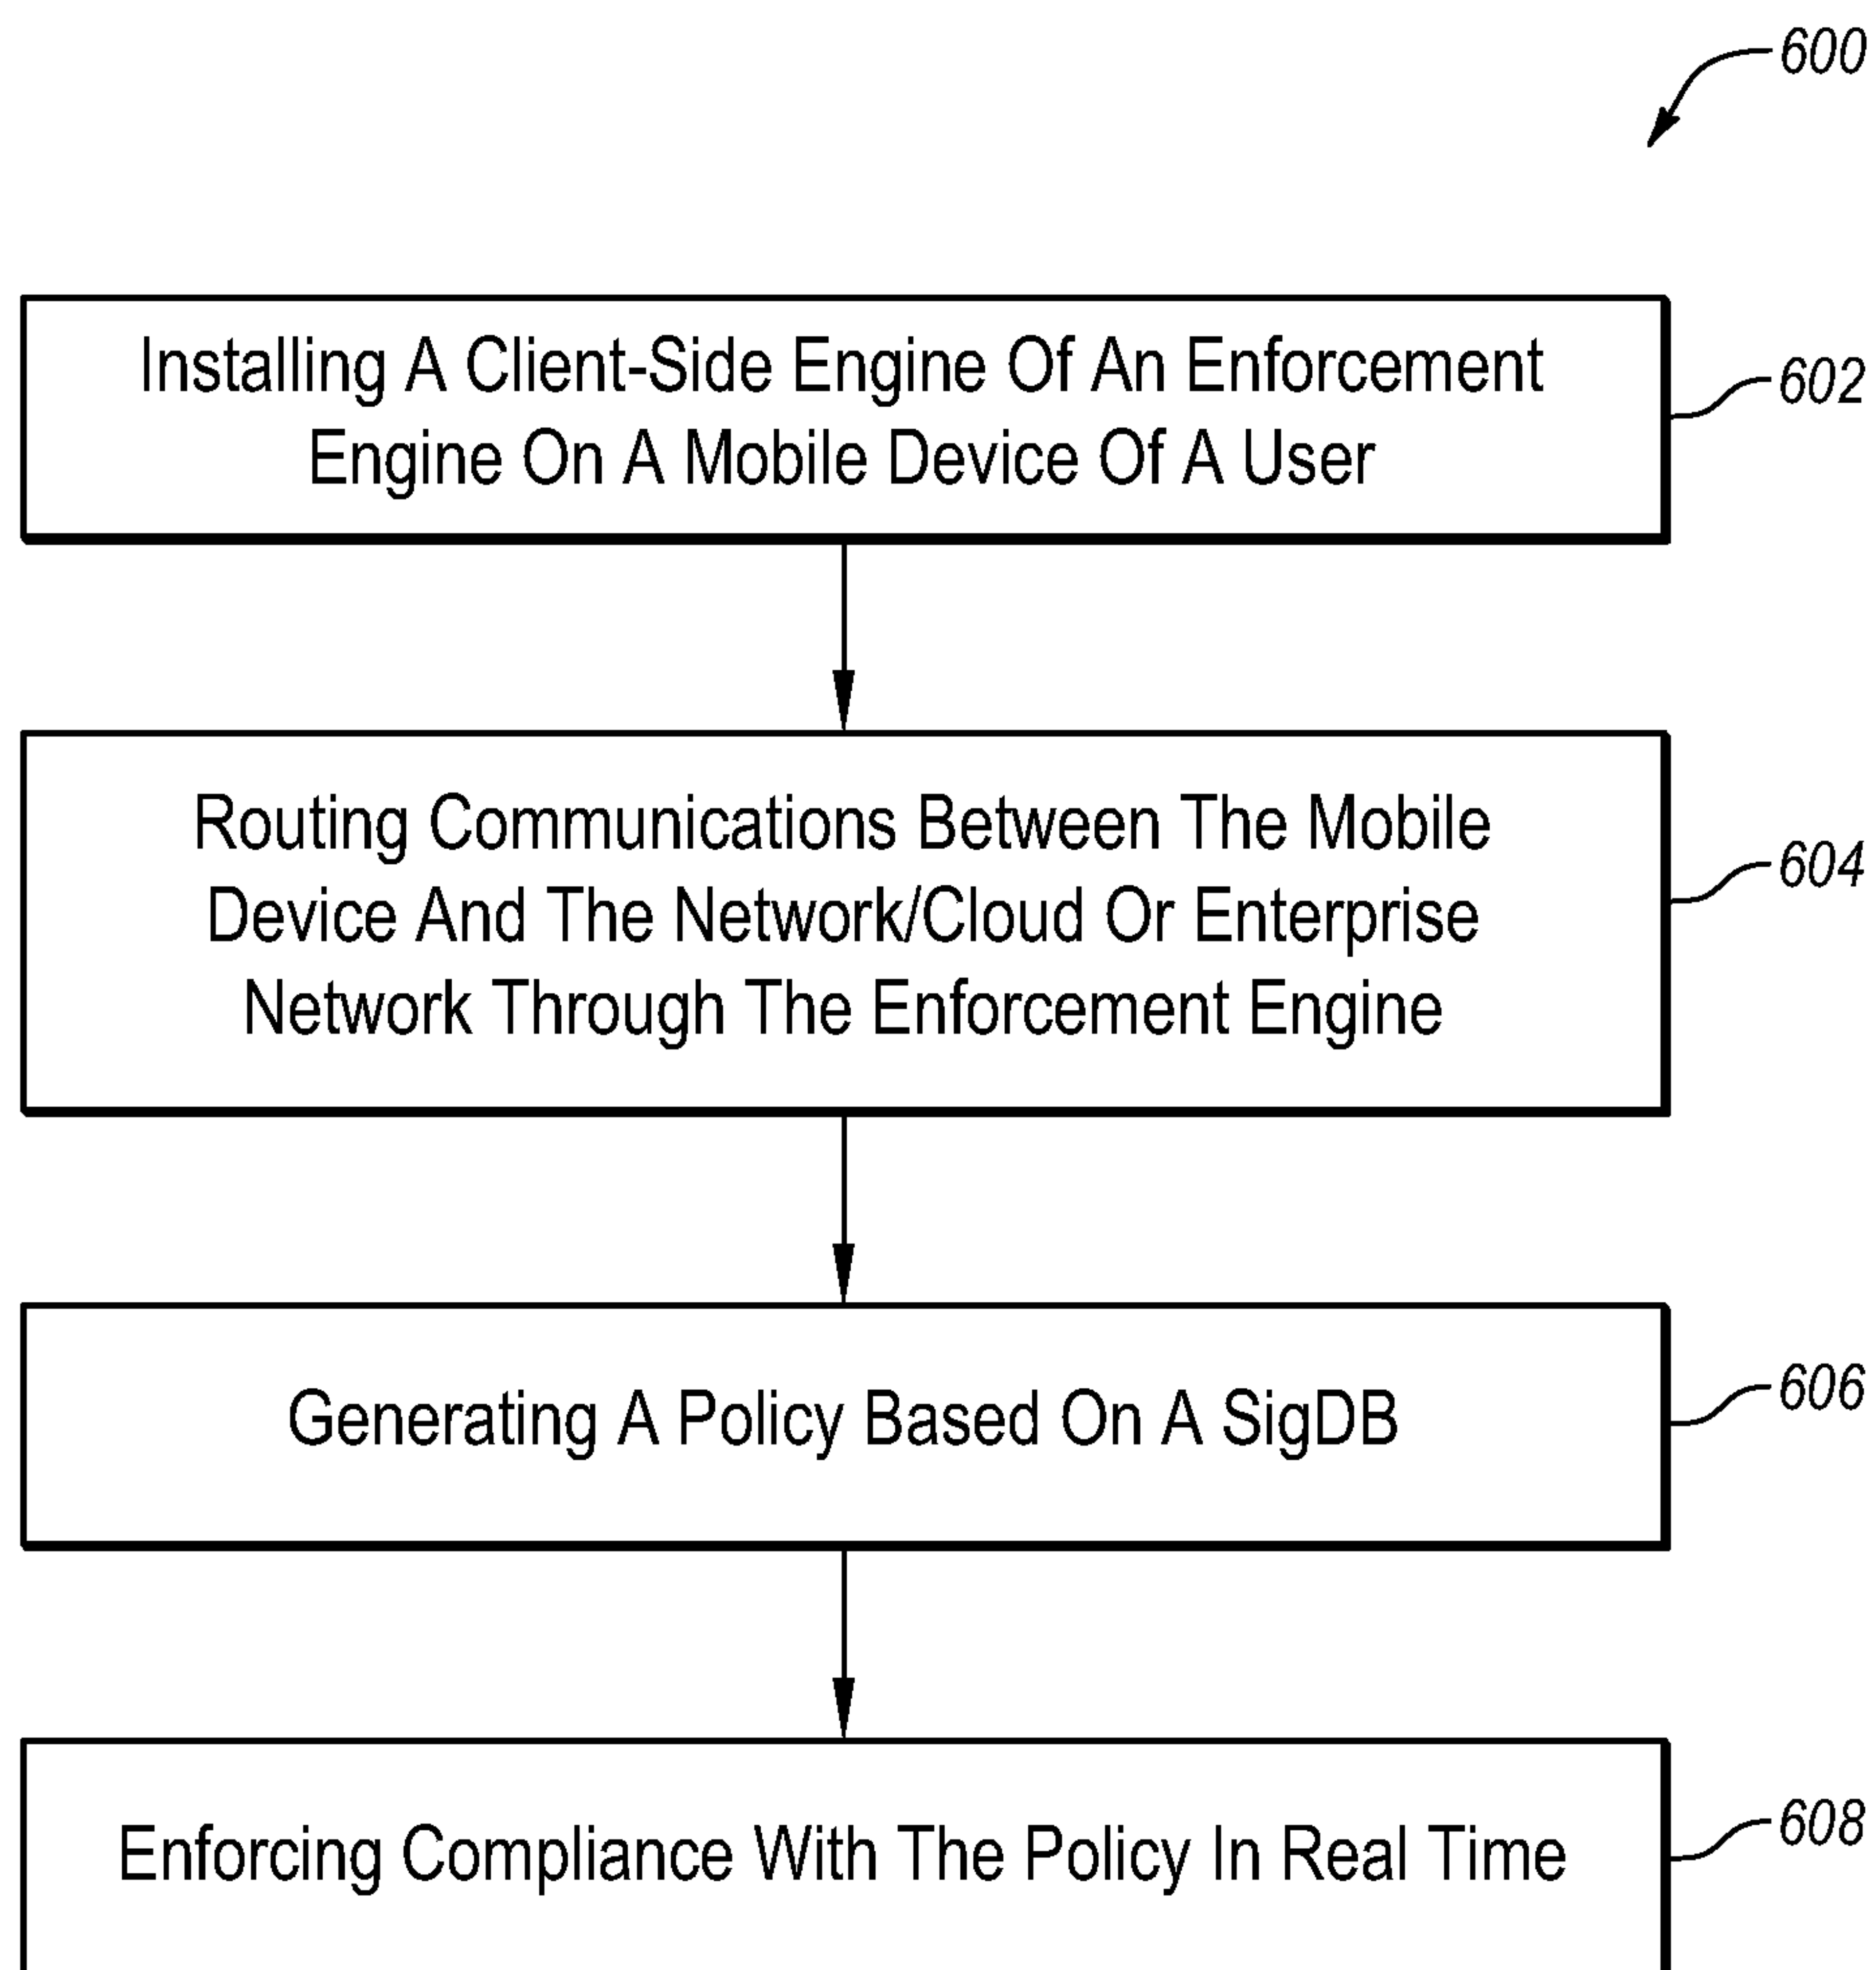 600
Installing A Client-Side Engine Of An Enforcement
Engine On A Mobile Device Of A User
602
Routing Communications Between The Mobile
Device And The Network/Cloud Or Enterprise
Network Through The Enforcement Engine
604
Generating A Policy Based On A SigDB
606
Enforcing Compliance With The Policy In Real Time
608